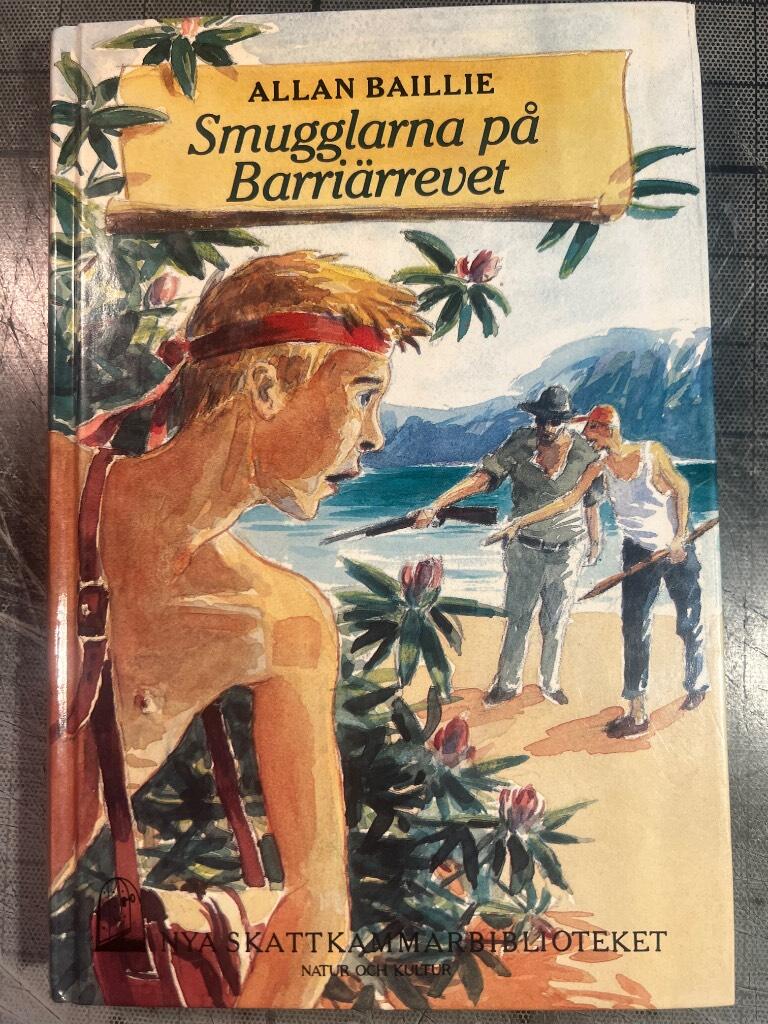 ALLAN BAILLIE
Smugglarna på
Barriärrevet
NYA SKATTKAMMARBIBLIOTEKET
NATUR OCH KULTUR